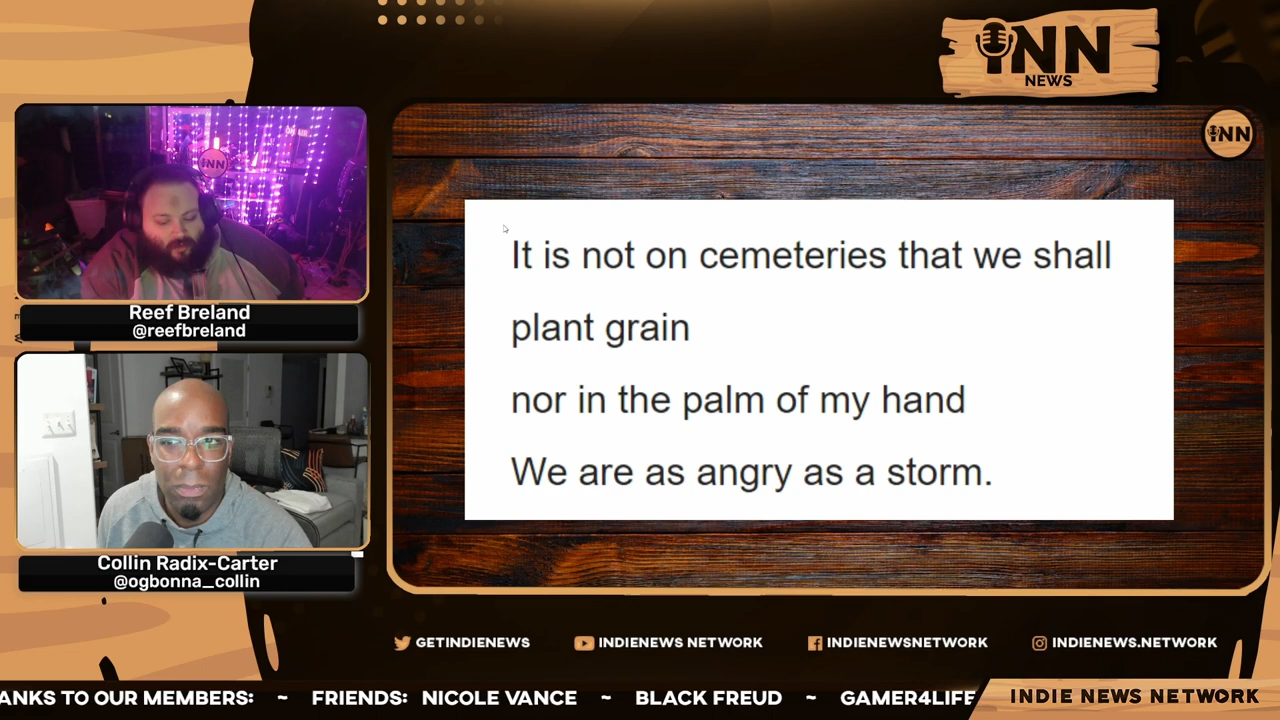 iNN
NEWS
iNN
iNN
Reef Breland
@reefbreland
It is not on cemeteries that we shall
plant grain
nor in the palm of my hand
We are as angry as a storm.
Collin Radix-Carter
@ogbonna_collin
GETINDIENEWS
INDIENEWS NETWORK
INDIENEWSNETWORK
INDIENEWS.NETWORK
ANKS TO OUR MEMBERS: ~ FRIENDS: NICOLE VANCE ~ BLACK FREUD ~ GAMER4LIFE
INDIE NEWS NETWORK